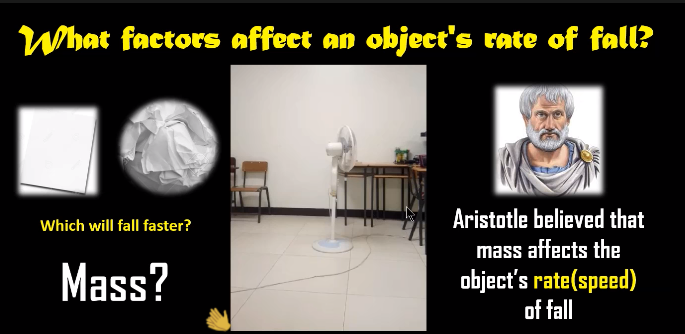 What factors affect an object's rate of fall?
Which will fall faster?
Mass?
Aristotle believed that
mass affects the
object's rate(speed)
of fall